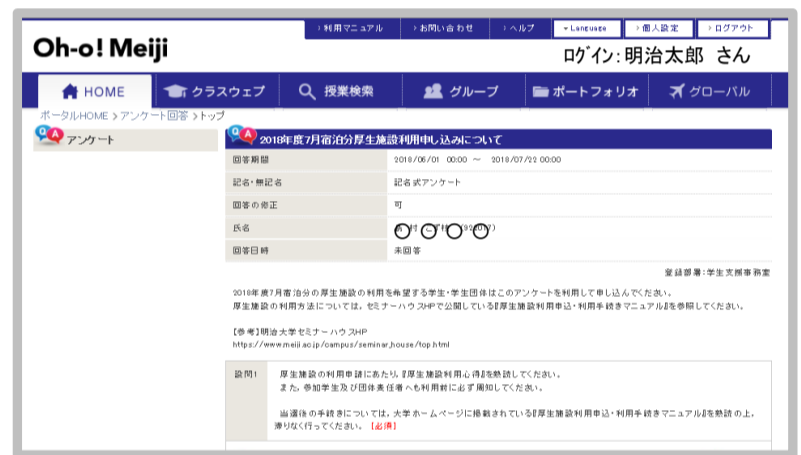 ›利用マニュアル ›お問い合わせ ›ヘルプ Language ›個人設定 ›ログアウト
Oh-o! Meiji
ログイン:明治太郎 さん
HOME クラスウェブ 授業検索 グループ ポートフォリオ グローバル
ポータルHOME > アンケート回答 > トップ
アンケート
2018年度7月宿泊分厚生施設利用申し込みについて
回答期間 2018/06/01 00:00 ～ 2018/07/22 00:00
記名・無記名 記名式アンケート
回答の修正 可
氏名
回答日時 未回答
登録部署:学生支援事務室
2018年度7月宿泊分の厚生施設の利用を希望する学生・学生団体はこのアンケートを利用して申し込んでください。
厚生施設の利用方法については、セミナーハウスHPで公開している『厚生施設利用申込・利用手続きマニュアル』を参照してください。
【参考】明治大学セミナーハウスHP
https://www.meiji.ac.jp/campus/seminar_house/top.html
設問1 厚生施設の利用申請にあたり、『厚生施設利用心得』を熟読してください。
また、参加学生及び団体責任者へも利用前に必ず周知してください。
当選後の手続きについては、大学ホームページに掲載されている『厚生施設利用申込・利用手続きマニュアル』を熟読の上、
滞りなく行ってください。【必須】